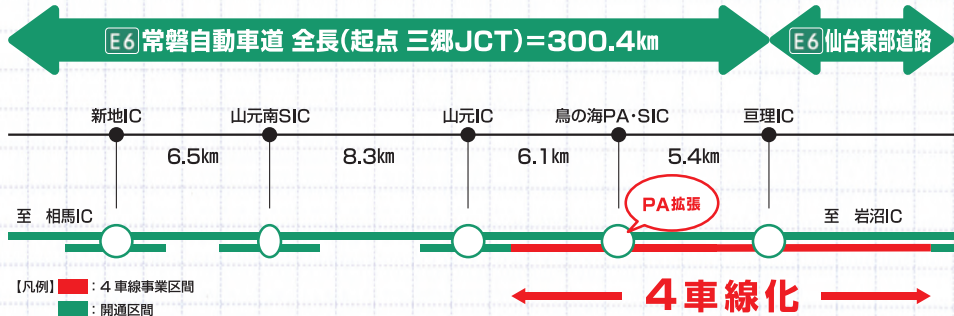 E6 常磐自動車道 全長(起点 三郷JCT)=300.4km
E6 仙台東部道路
新地IC 山元南SIC 山元IC 鳥の海PA・SIC 亘理IC
6.5km 8.3km 6.1km 5.4km
PA拡張
至 相馬IC 至 岩沼IC
【凡例】 :4車線事業区間
:開通区間
4車線化